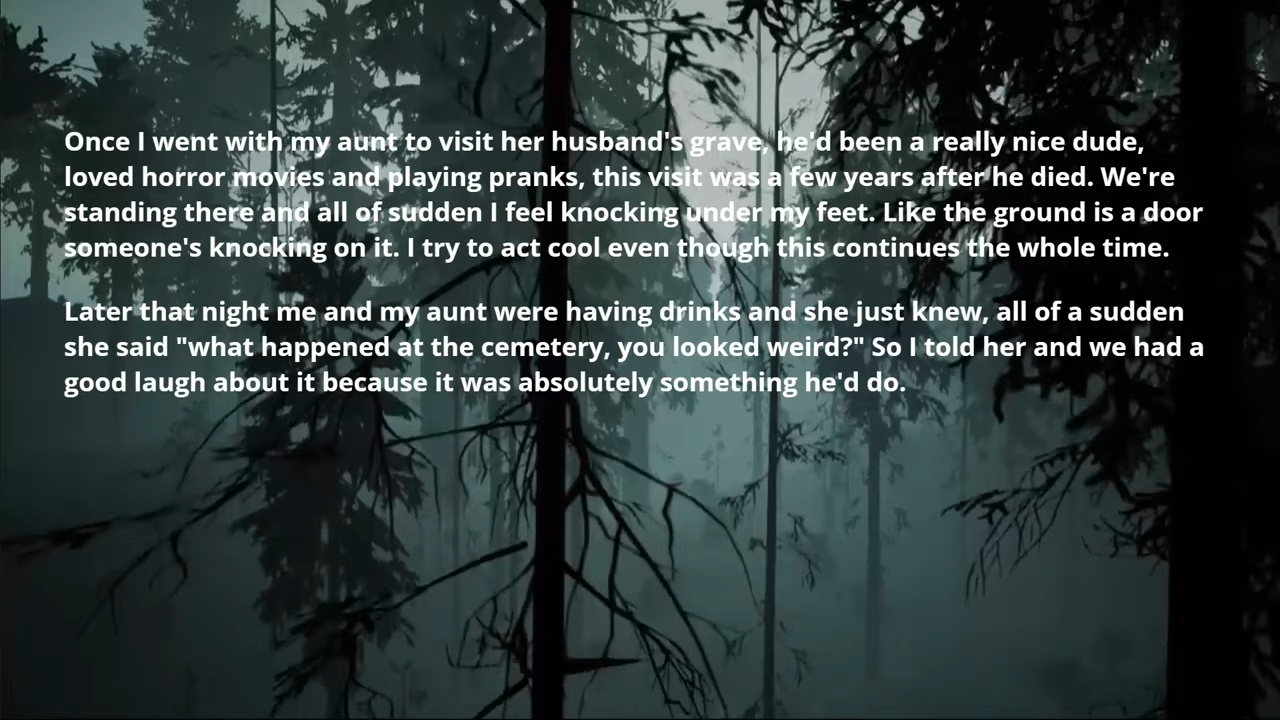 Once I went with my aunt to visit her husband's grave, he'd been a really nice dude,
loved horror movies and playing pranks, this visit was a few years after he died. We're
standing there and all of sudden I feel knocking under my feet. Like the ground is a door
someone's knocking on it. I try to act cool even though this continues the whole time.
Later that night me and my aunt were having drinks and she just knew, all of a sudden
she said "what happened at the cemetery, you looked weird?" So I told her and we had a
good laugh about it because it was absolutely something he'd do.